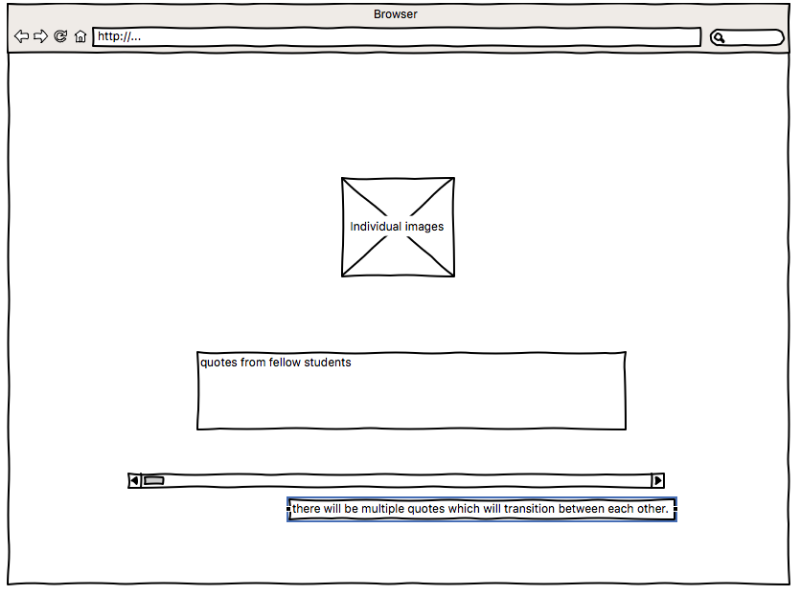 Browser
http://...
Individual images
quotes from fellow students
there will be multiple quotes which will transition between each other.